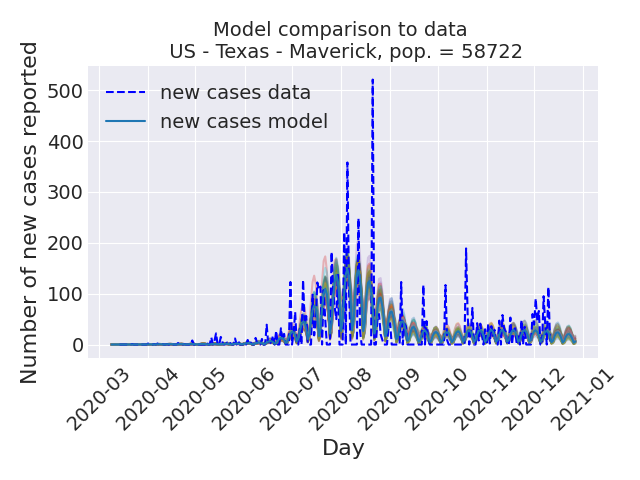 Model comparison to data
US - Texas - Maverick, pop. = 58722
Number of new cases reported
500
400
300
200
100
0
new cases data
new cases model
2020-03
2020-04
2020-05
2020-06
2020-07
2020-08
2020-09
2020-10
2020-11
2020-12
2021-01
Day